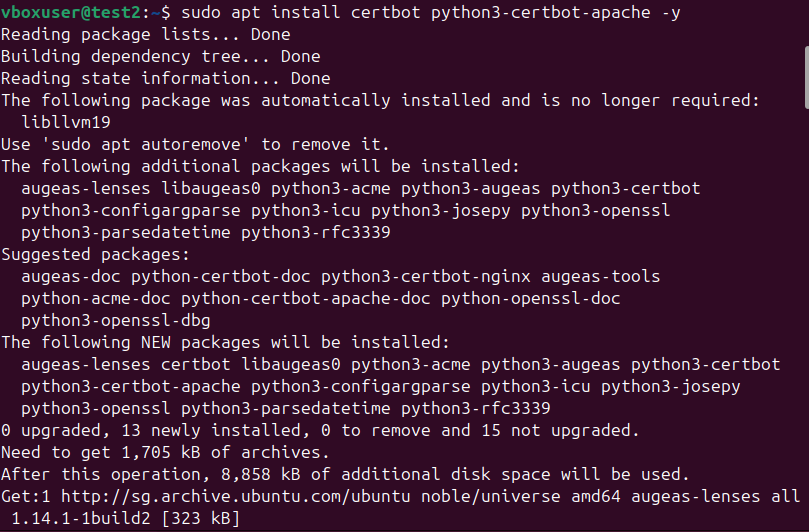 vboxuser@test2:~$ sudo apt install certbot python3-certbot-apache -y
Reading package lists... Done
Building dependency tree... Done
Reading state information... Done
The following package was automatically installed and is no longer required:
  libllvm19
Use 'sudo apt autoremove' to remove it.
The following additional packages will be installed:
  augeas-lenses libaugeas0 python3-acme python3-augeas python3-certbot
  python3-configargparse python3-icu python3-josepy python3-openssl
  python3-parsedatetime python3-rfc3339
Suggested packages:
  augeas-doc python-certbot-doc python3-certbot-nginx augeas-tools
  python-acme-doc python-certbot-apache-doc python-openssl-doc
  python3-openssl-dbg
The following NEW packages will be installed:
  augeas-lenses certbot libaugeas0 python3-acme python3-augeas python3-certbot
  python3-certbot-apache python3-configargparse python3-icu python3-josepy
  python3-openssl python3-parsedatetime python3-rfc3339
0 upgraded, 13 newly installed, 0 to remove and 15 not upgraded.
Need to get 1,705 kB of archives.
After this operation, 8,858 kB of additional disk space will be used.
Get:1 http://sg.archive.ubuntu.com/ubuntu noble/universe amd64 augeas-lenses all
 1.14.1-1build2 [323 kB]